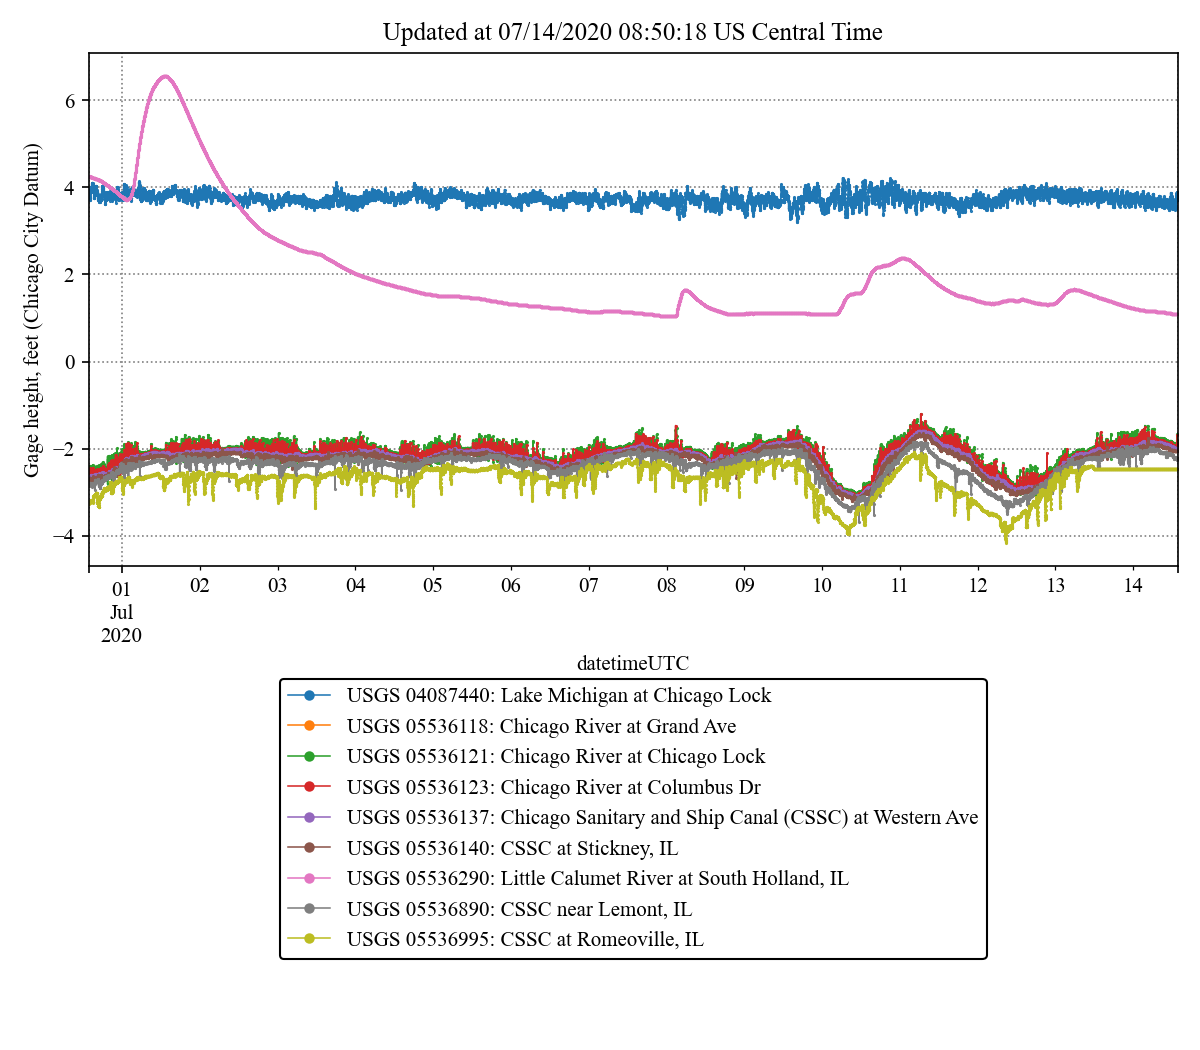 Updated at 07/14/2020 08:50:18 US Central Time
Gage height, feet (Chicago City Datum)
6
4
2
0
−2
−4
01 02 03 04 05 06 07 08 09 10 11 12 13 14
Jul
2020
datetimeUTC
USGS 04087440: Lake Michigan at Chicago Lock
USGS 05536118: Chicago River at Grand Ave
USGS 05536121: Chicago River at Chicago Lock
USGS 05536123: Chicago River at Columbus Dr
USGS 05536137: Chicago Sanitary and Ship Canal (CSSC) at Western Ave
USGS 05536140: CSSC at Stickney, IL
USGS 05536290: Little Calumet River at South Holland, IL
USGS 05536890: CSSC near Lemont, IL
USGS 05536995: CSSC at Romeoville, IL